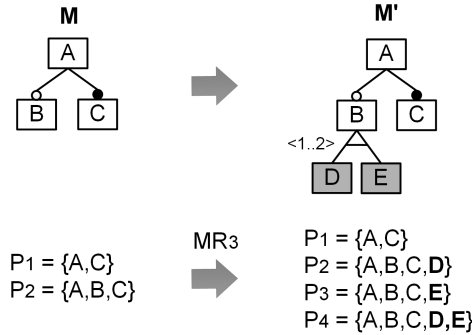 M
M'
A
A
B
C
B
C
<1..2>
D
E
MR3
P1 = {A,C}
P2 = {A,B,C}
P1 = {A,C}
P2 = {A,B,C,D}
P3 = {A,B,C,E}
P4 = {A,B,C,D,E}